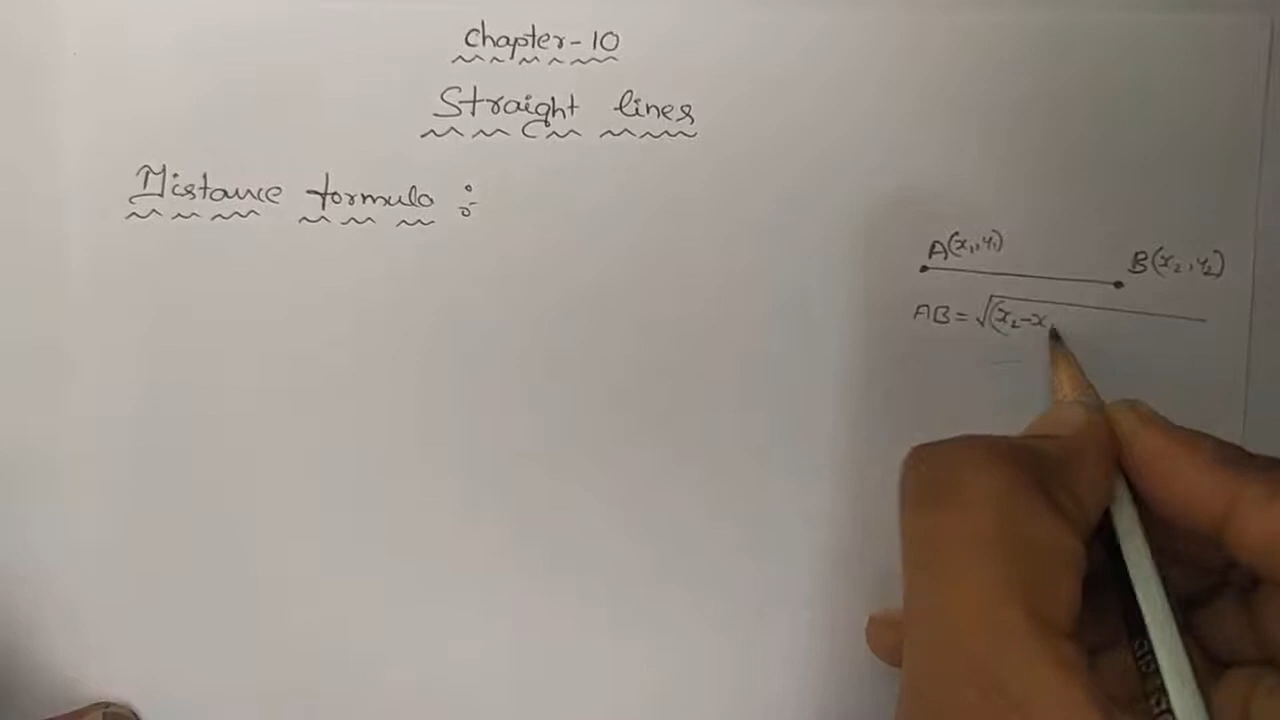 Chapter-10
Straight lines
Distance formula :
A(x₁,y₁)
B(x₂,y₂)
AB = √(x₂-x₁